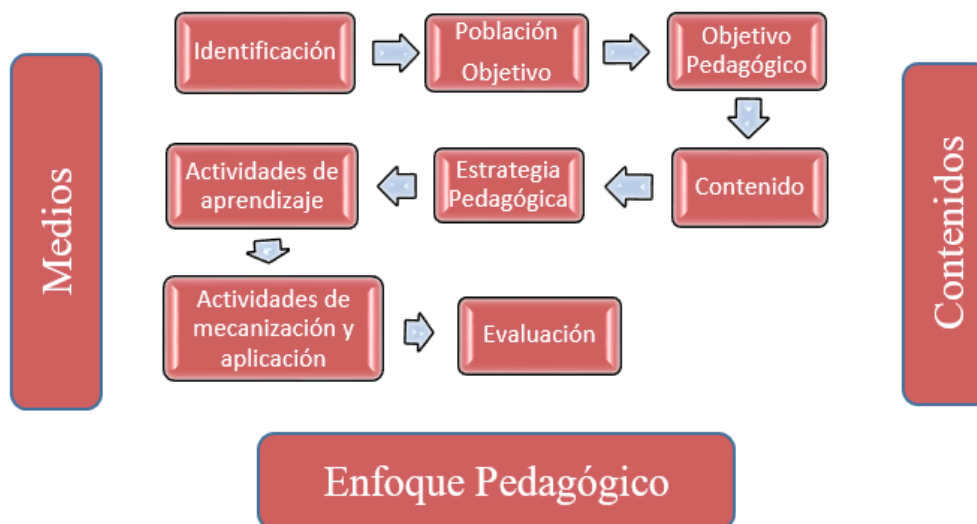 Identificación
Población
Objetivo
Objetivo
Pedagógico
Contenido
Estrategia
Pedagógica
Actividades de
aprendizaje
Actividades de
mecanización y
aplicación
Evaluación
Medios
Contenidos
Enfoque Pedagógico